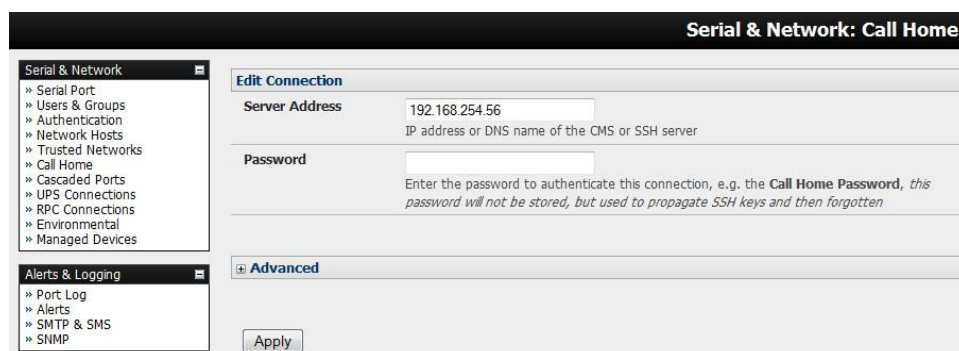 Serial & Network: Call Home
Serial & Network
» Serial Port
» Users & Groups
» Authentication
» Network Hosts
» Trusted Networks
» Call Home
» Cascaded Ports
» UPS Connections
» RPC Connections
» Environmental
» Managed Devices
Alerts & Logging
» Port Log
» Alerts
» SMTP & SMS
» SNMP
Edit Connection
Server Address
192.168.254.56
IP address or DNS name of the CMS or SSH server
Password
Enter the password to authenticate this connection, e.g. the Call Home Password, this
password will not be stored, but used to propagate SSH keys and then forgotten
Advanced
Apply